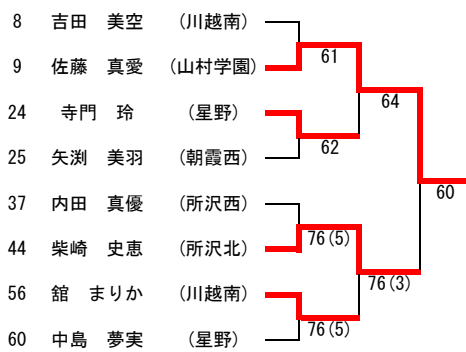 8 吉田 美空 (川越南)
9 佐藤 真愛 (山村学園)
61
64
24 寺門 玲 (星野)
62
25 矢渕 美羽 (朝霞西)
60
37 内田 真優 (所沢西)
44 柴崎 史恵 (所沢北)
76(5)
76(3)
56 舘 まりか (川越南)
76(5)
60 中島 夢実 (星野)